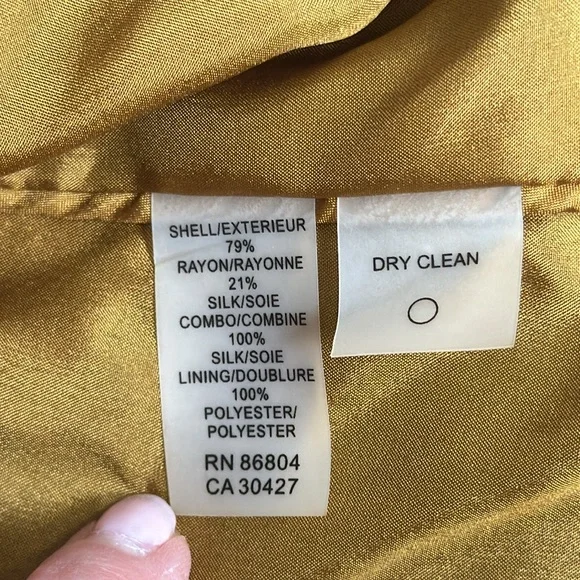 SHELL/EXTERIEUR
79%
RAYON/RAYONNE
21%
SILK/SOIE
COMBO/COMBINE
100%
SILK/SOIE
LINING/DOUBLURE
100%
POLYESTER/
POLYESTER
RN 86804
CA 30427
DRY CLEAN